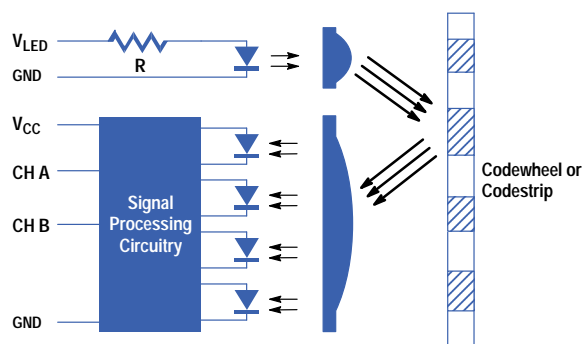 VLED
R
GND
VCC
CH A
CH B
GND
Signal
Processing
Circuitry
Codewheel or
Codestrip